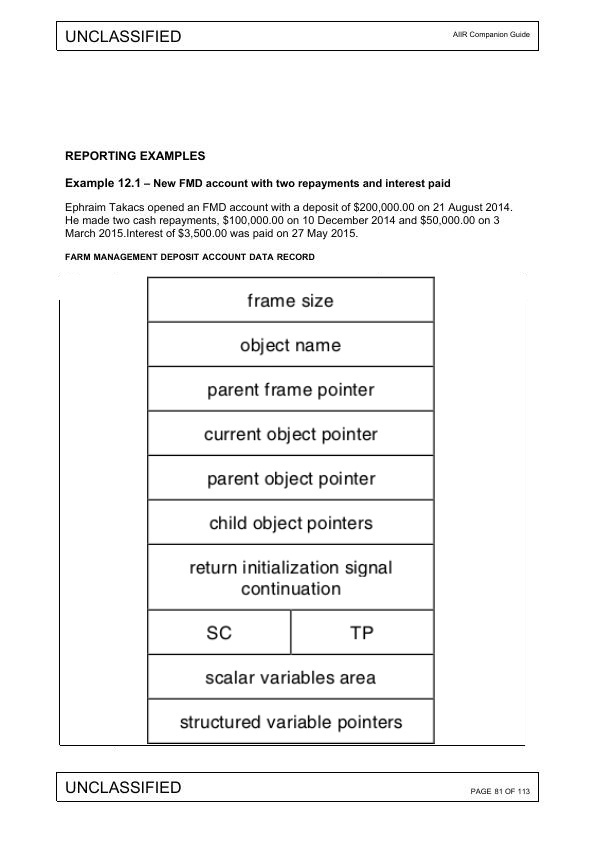 UNCLASSIFIED
AIIR Companion Guide
REPORTING EXAMPLES
Example 12.1 – New FMD account with two repayments and interest paid
Ephraim Takacs opened an FMD account with a deposit of $200,000.00 on 21 August 2014.
He made two cash repayments, $100,000.00 on 10 December 2014 and $50,000.00 on 3
March 2015.Interest of $3,500.00 was paid on 27 May 2015.
FARM MANAGEMENT DEPOSIT ACCOUNT DATA RECORD
frame size
object name
parent frame pointer
current object pointer
parent object pointer
child object pointers
return initialization signal
continuation
SC
TP
scalar variables area
structured variable pointers
UNCLASSIFIED
PAGE 81 OF 113